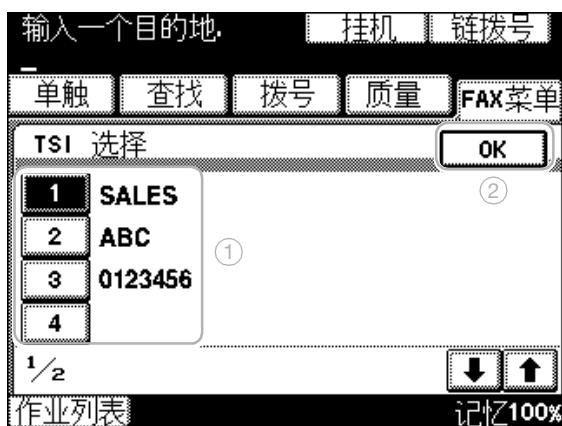 输入一个目的地. 挂机 链拨号
单触 查找 拨号 质量 FAX菜单
TSI 选择 OK
②
1 SALES
2 ABC
①
3 0123456
4
1/2
作业列表 记忆100%